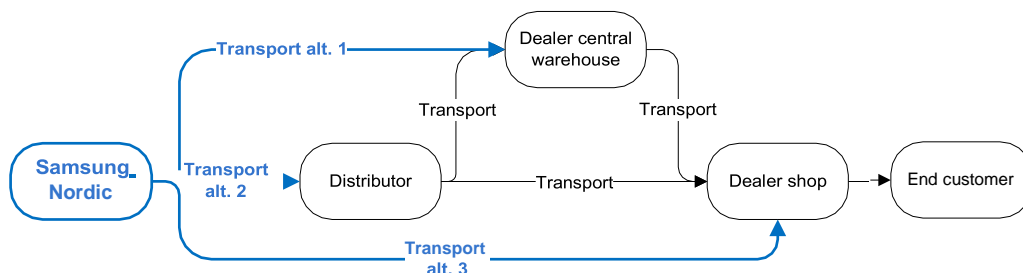 Dealer central
warehouse
Transport alt. 1
Transport
Transport
Samsung
Nordic
Transport
alt. 2
Distributor
Transport
Dealer shop
End customer
Transport
alt. 3